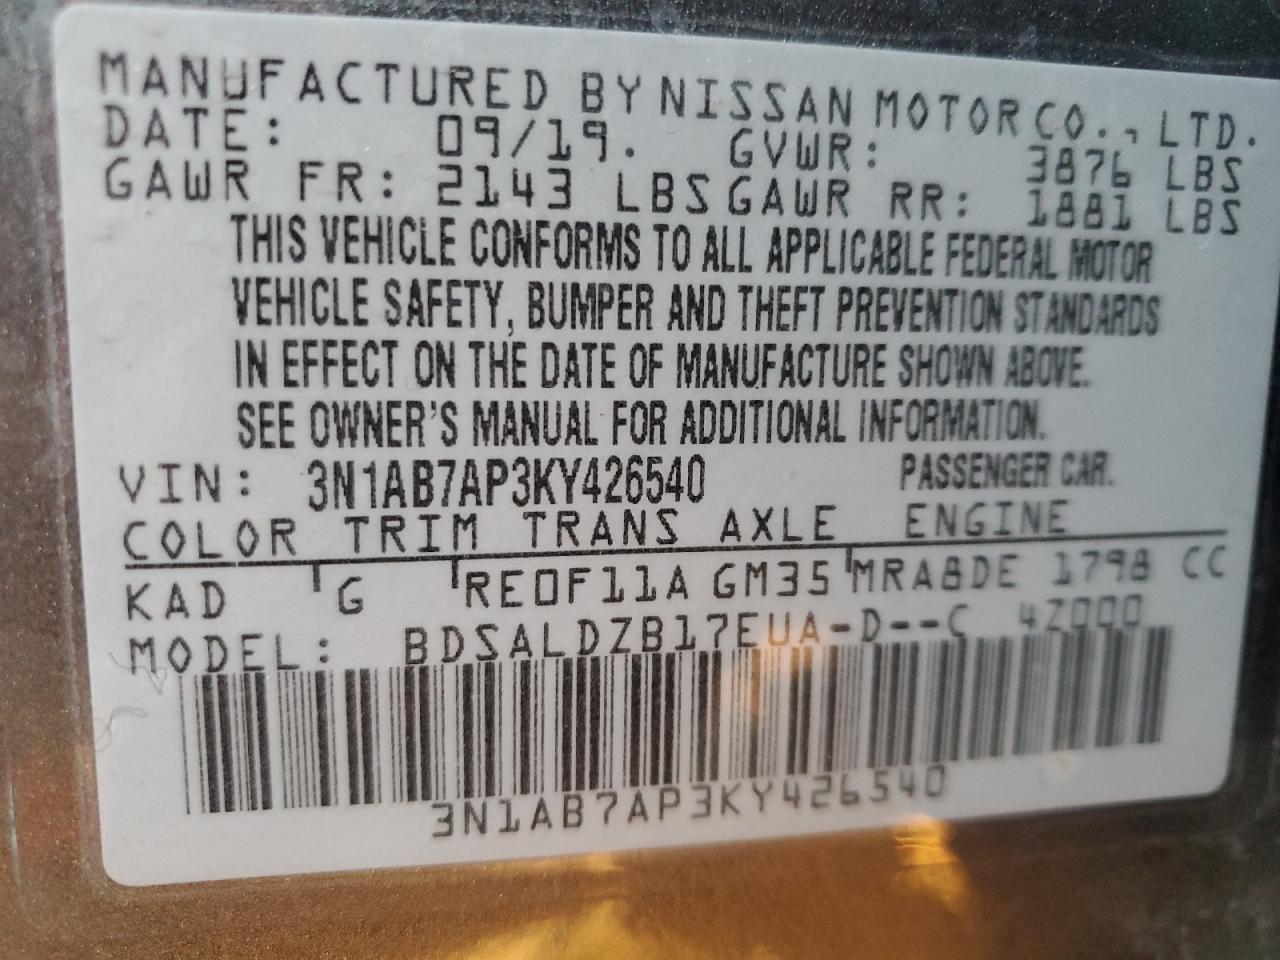 MANUFACTURED BY NISSAN MOTOR CO., LTD.
DATE: 09/19. GVWR: 3876 LBS
GAWR FR: 2143 LBS GAWR RR: 1881 LBS
THIS VEHICLE CONFORMS TO ALL APPLICABLE FEDERAL MOTOR
VEHICLE SAFETY, BUMPER AND THEFT PREVENTION STANDARDS
IN EFFECT ON THE DATE OF MANUFACTURE SHOWN ABOVE.
SEE OWNER'S MANUAL FOR ADDITIONAL INFORMATION.
VIN: 3N1AB7AP3KY426540 PASSENGER CAR.
COLOR TRIM TRANS AXLE ENGINE
KAD G RE0F11A GM35 MRA8DE 1798 CC
MODEL: BDSALDZB17EUA-D--C 4Z000
3N1AB7AP3KY426540